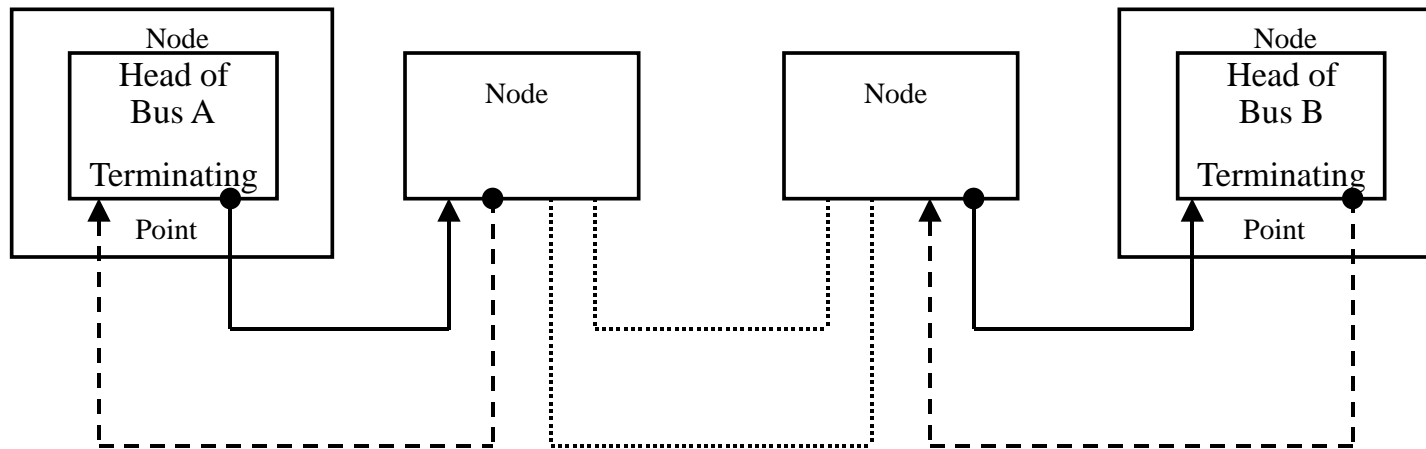 Node
Head of
Bus A
Terminating
Point
Node
Node
Node
Head of
Bus B
Terminating
Point